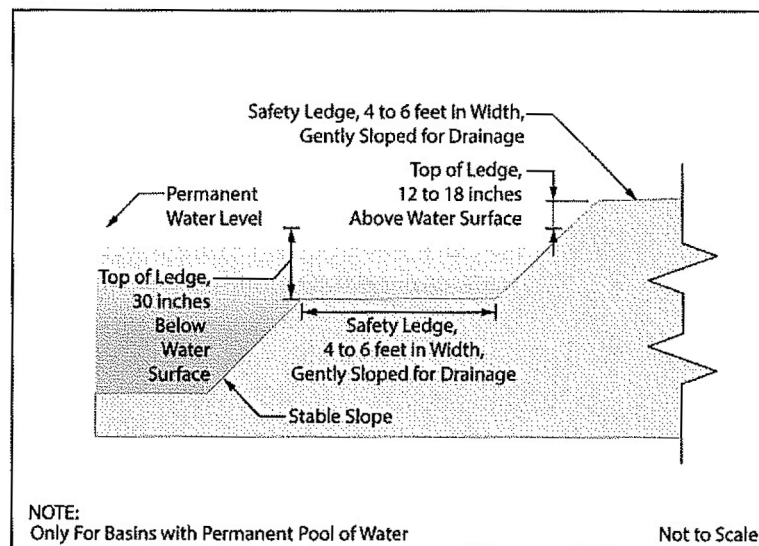 Safety Ledge, 4 to 6 feet in Width,
Gently Sloped for Drainage
Top of Ledge,
12 to 18 inches
Above Water Surface
Permanent
Water Level
Top of Ledge,
30 inches
Below
Water
Surface
Safety Ledge,
4 to 6 feet in Width,
Gently Sloped for Drainage
Stable Slope
NOTE:
Only For Basins with Permanent Pool of Water
Not to Scale